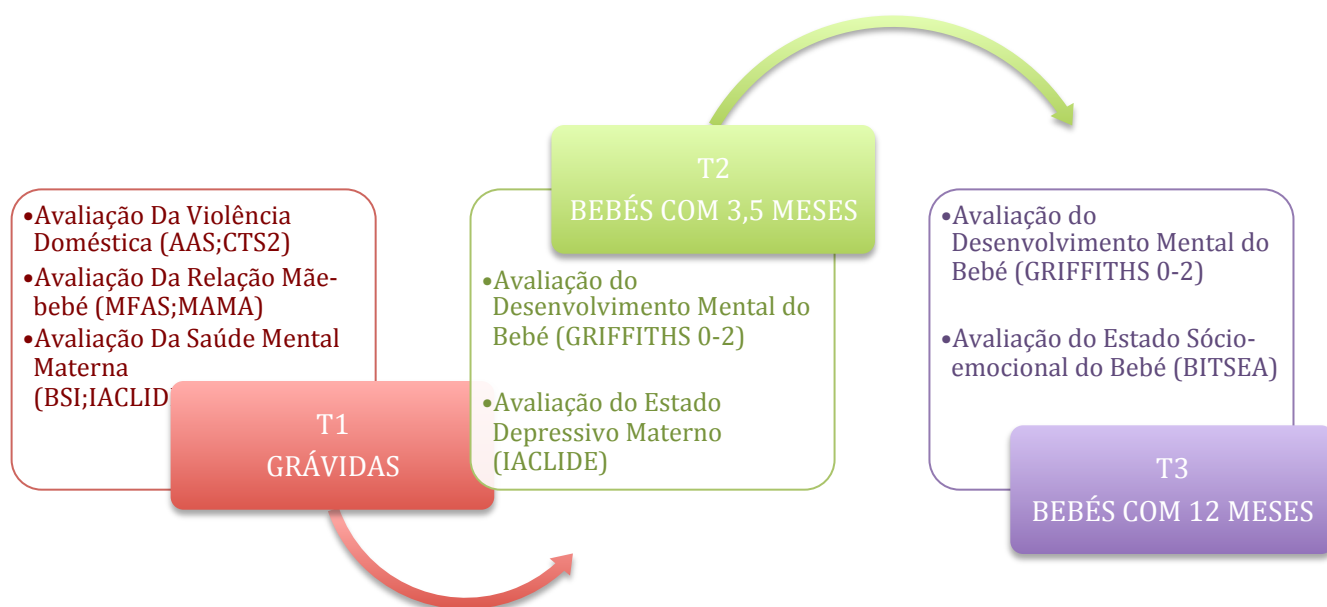 •Avaliação Da Violência
Doméstica (AAS;CTS2)
•Avaliação Da Relação Mãe-
bebé (MFAS;MAMA)
•Avaliação Da Saúde Mental
Materna
(BSI;IACLID
T1
GRÁVIDAS
T2
BEBÉS COM 3,5 MESES
•Avaliação do
Desenvolvimento Mental do
Bebé (GRIFFITHS 0-2)
•Avaliação do Estado
Depressivo Materno
(IACLIDE)
•Avaliação do
Desenvolvimento Mental do
Bebé (GRIFFITHS 0-2)
•Avaliação do Estado Sócio-
emocional do Bebé (BITSEA)
T3
BEBÉS COM 12 MESES